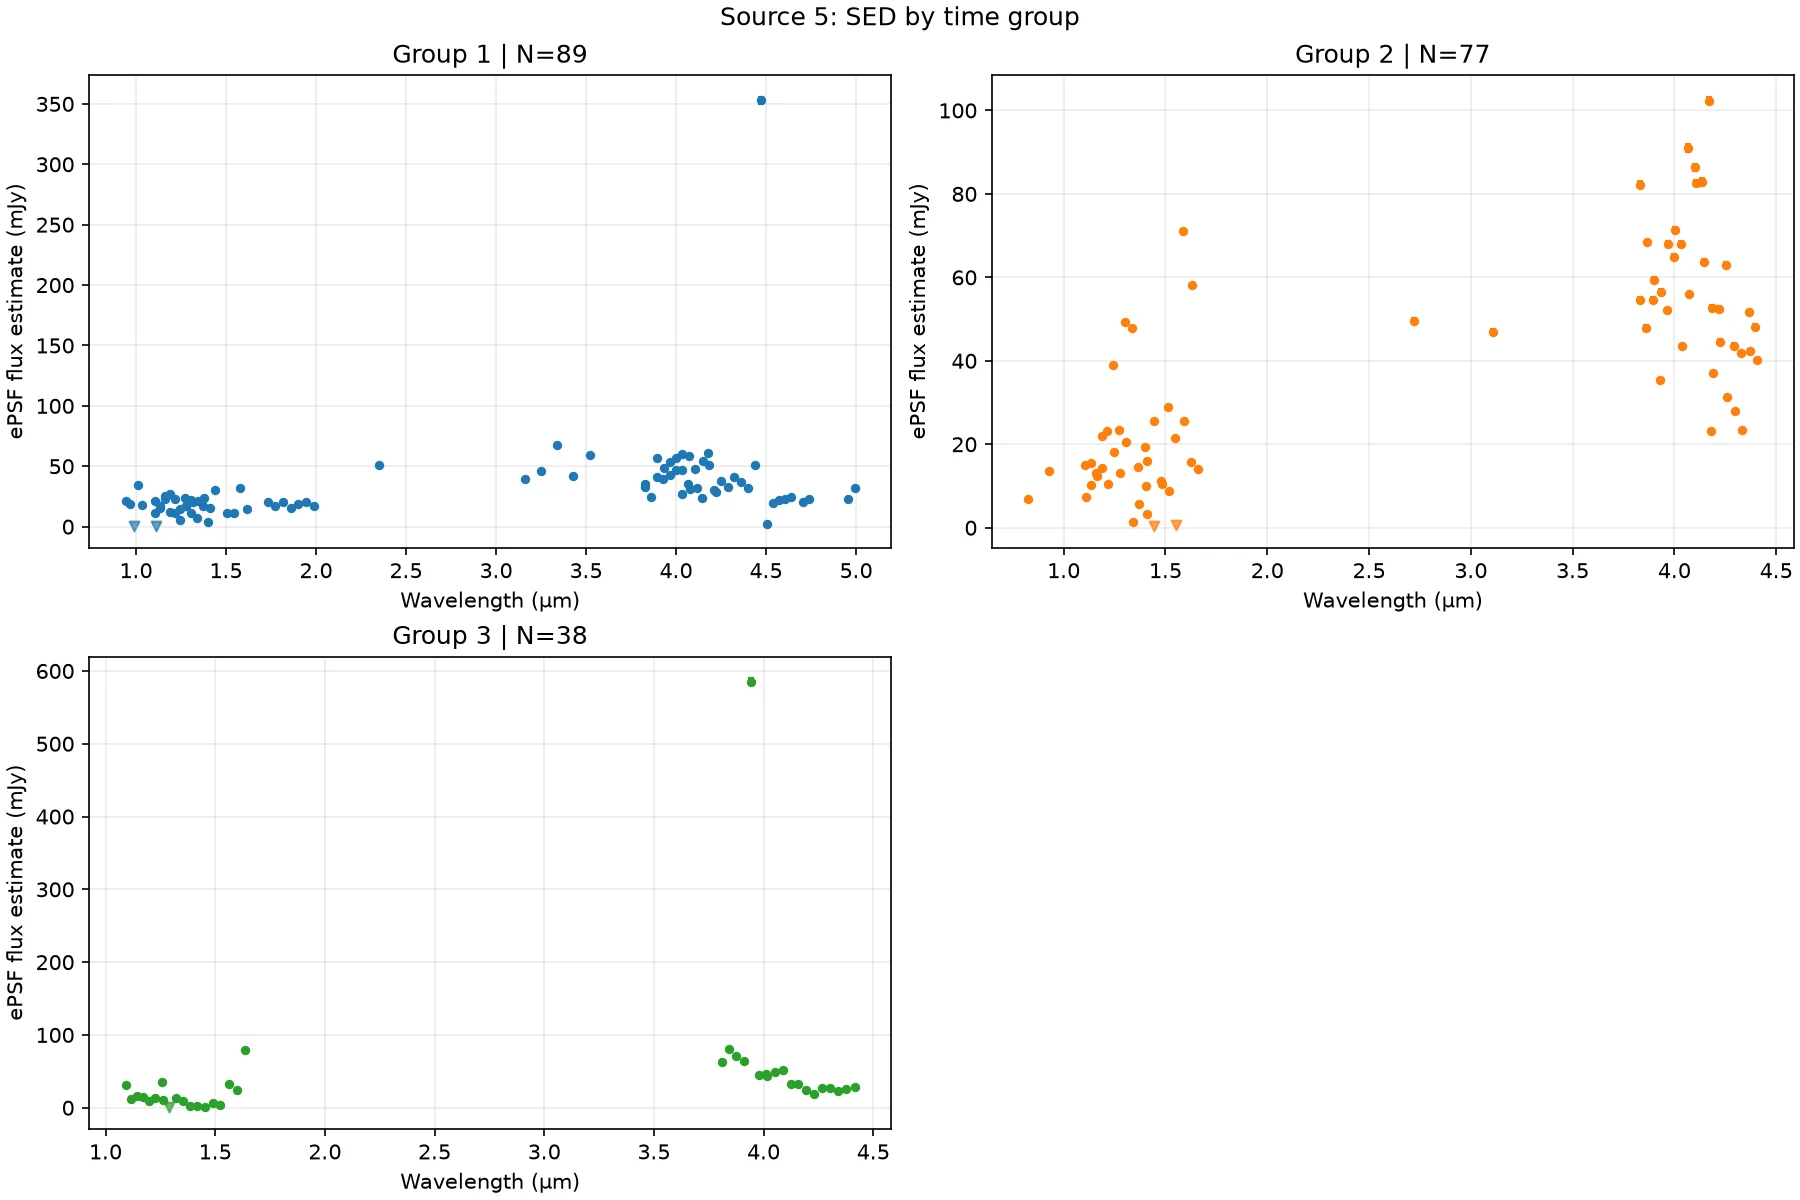 Source 5: SED by time group
Group 1 | N=89
350
300
250
200
150
100
50
0
ePSF flux estimate (mJy)
1.0 1.5 2.0 2.5 3.0 3.5 4.0 4.5 5.0
Wavelength (µm)
Group 2 | N=77
100
80
60
40
20
0
ePSF flux estimate (mJy)
1.0 1.5 2.0 2.5 3.0 3.5 4.0 4.5
Wavelength (µm)
Group 3 | N=38
600
500
400
300
200
100
0
ePSF flux estimate (mJy)
1.0 1.5 2.0 2.5 3.0 3.5 4.0 4.5
Wavelength (µm)